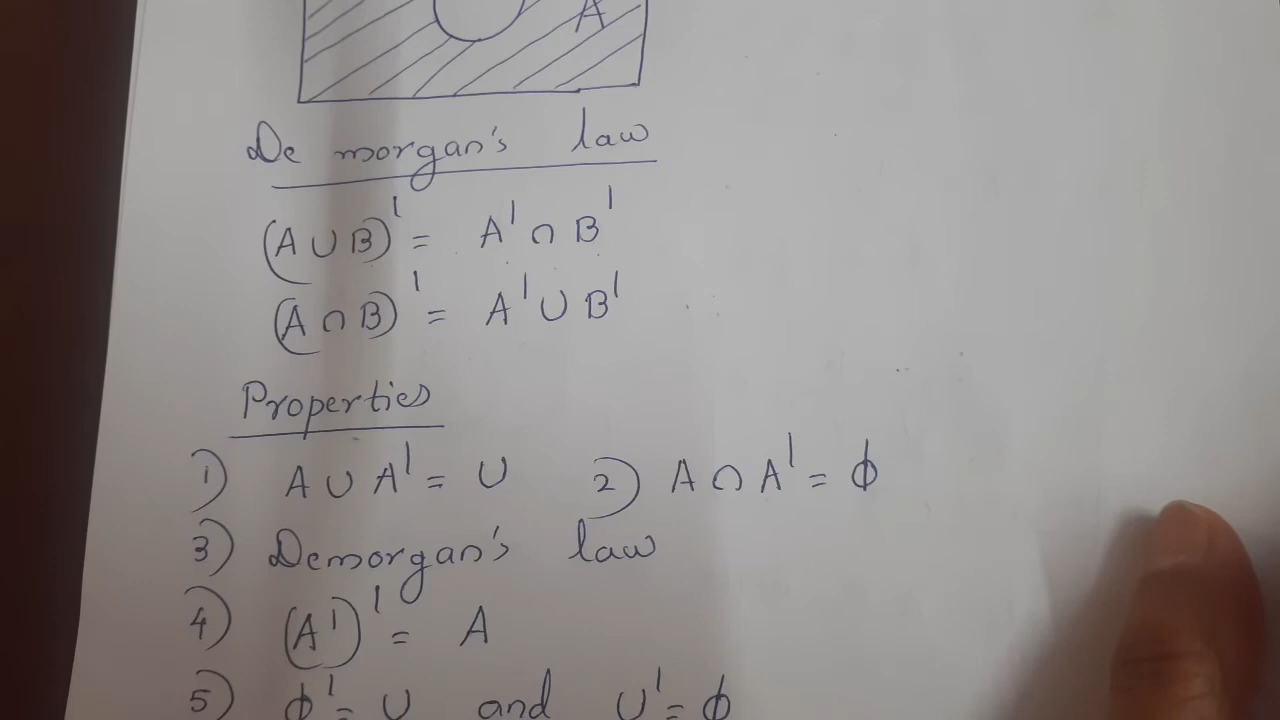 A
De morgan's law
(A ∪ B)' = A' ∩ B'
(A ∩ B)' = A' ∪ B'
Properties
1) A ∪ A' = U 2) A ∩ A' = ϕ
3) Demorgan's law
4) (A')' = A
5) ϕ' = U and U' = ϕ